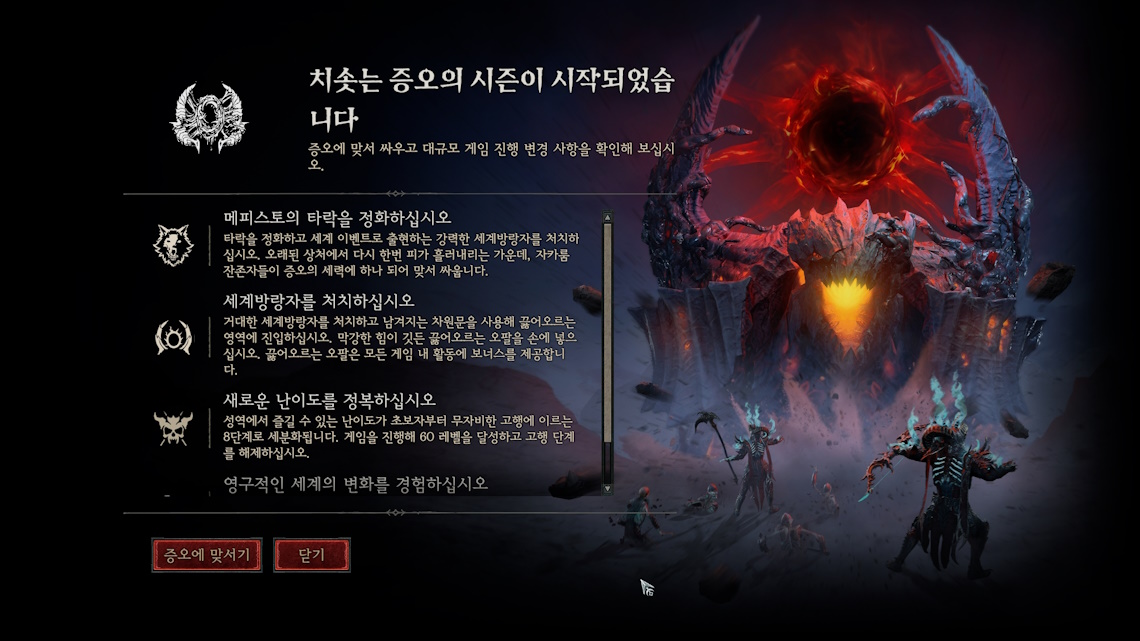 치솟는 증오의 시즌이 시작되었습
니다
증오에 맞서 싸우고 대규모 게임 진행 변경 사항을 확인해 보십시
오.
메피스토의 타락을 정화하십시오
타락을 정화하고 세계 이벤트로 출현하는 강력한 세계방랑자를 처치하
십시오. 오래된 상처에서 다시 한번 피가 흘러내리는 가운데, 자카룸
잔존자들이 증오의 세력에 하나 되어 맞서 싸웁니다.
세계방랑자를 처치하십시오
거대한 세계방랑자를 처치하고 남겨지는 차원문을 사용해 끓어오르는
영역에 진입하십시오. 막강한 힘이 깃든 끓어오르는 오팔을 손에 넣으
십시오. 끓어오르는 오팔은 모든 게임 내 활동에 보너스를 제공합니
다.
새로운 난이도를 정복하십시오
성역에서 즐길 수 있는 난이도가 초보자부터 무자비한 고행에 이르는
8단계로 세분화됩니다. 게임을 진행해 60 레벨을 달성하고 고행 단계
를 해제하십시오.
영구적인 세계의 변화를 경험하십시오
증오에 맞서기
닫기